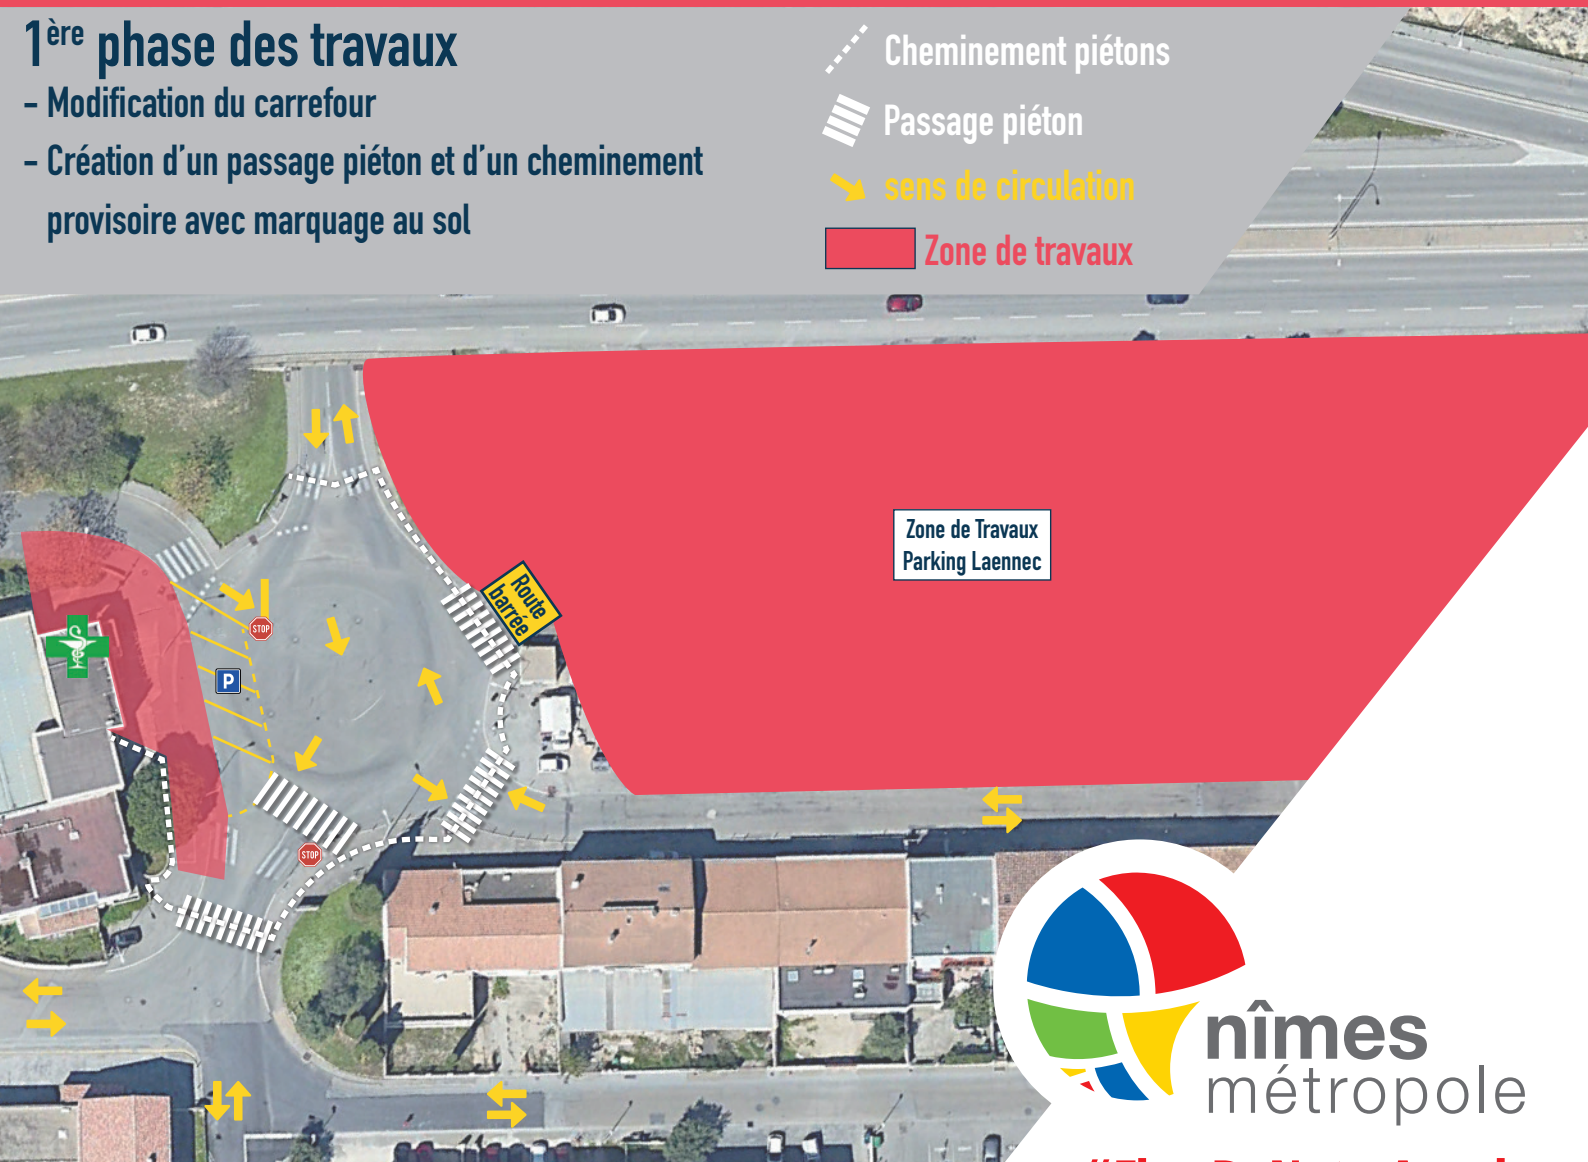 1ère phase des travaux
- Modification du carrefour
- Création d’un passage piéton et d’un cheminement
provisoire avec marquage au sol
Cheminement piétons
Passage piéton
sens de circulation
Zone de travaux
Zone de Travaux
Parking Laennec
Route
barrée
STOP
P
STOP
nîmes
métropole